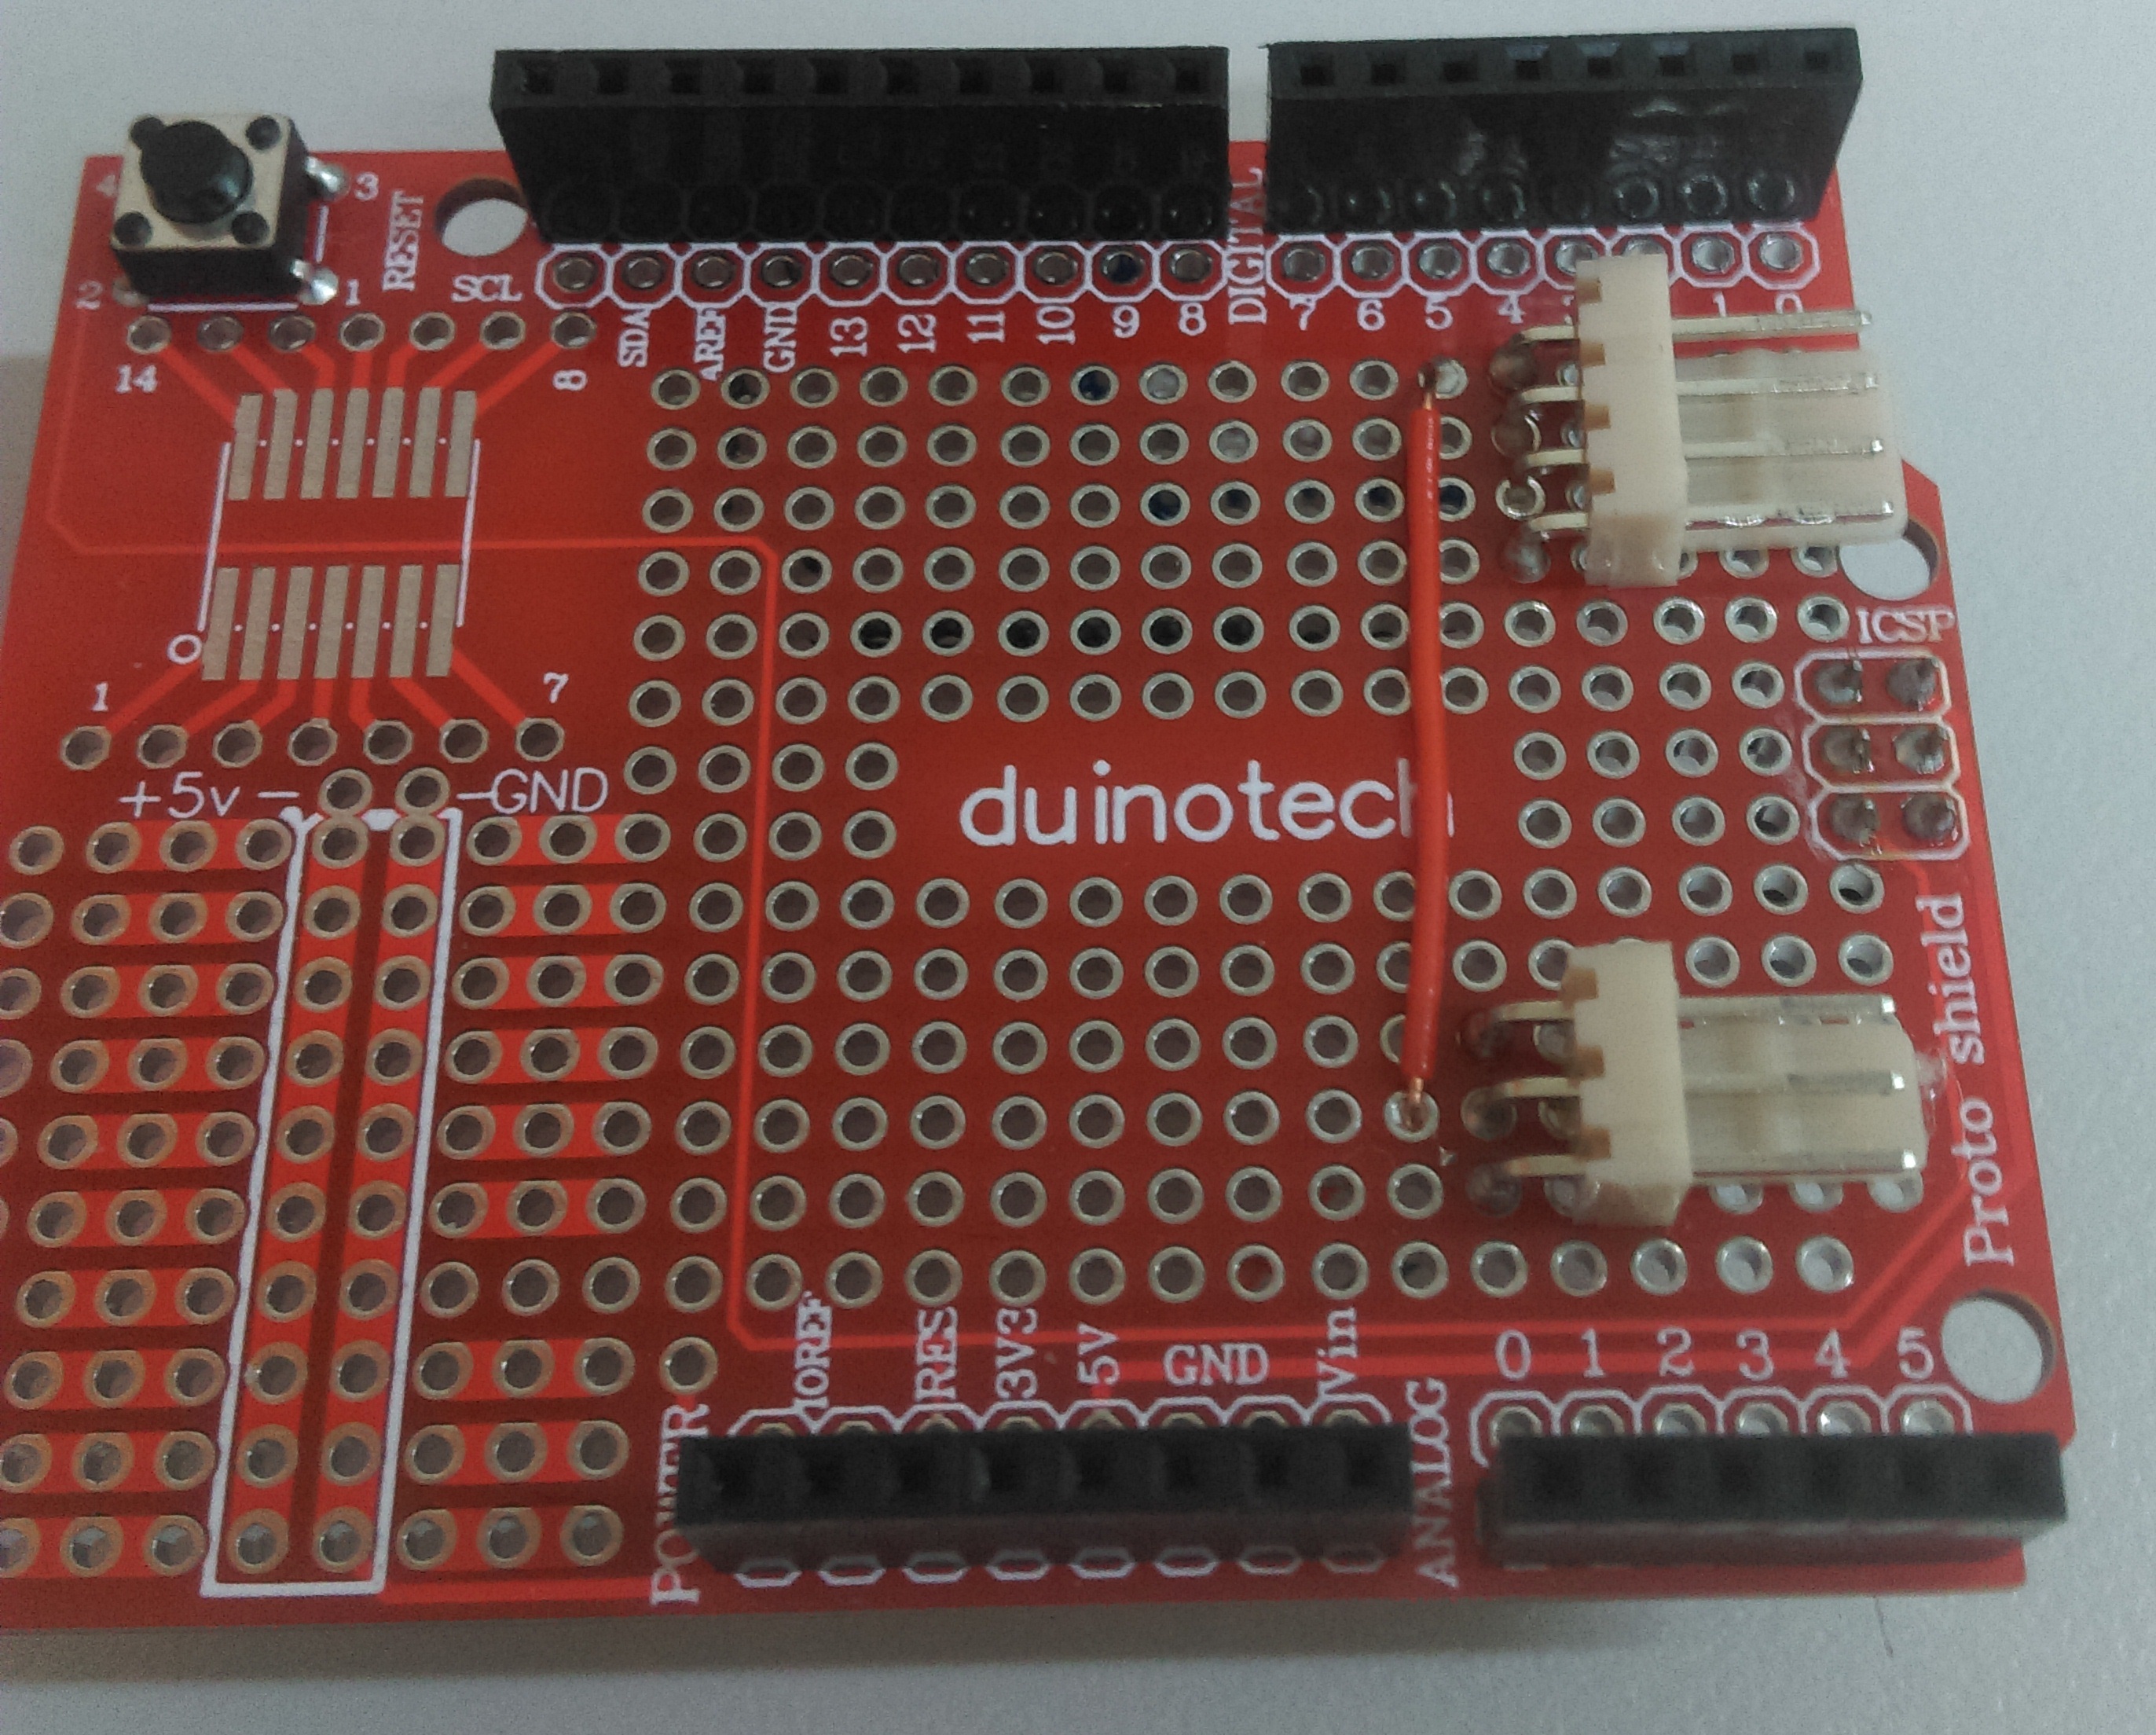 4
3
RESET
2
1
SCL
SDA
AREF
GND
13
12
11
10
9
8
DIGITAL
7
6
5
4
1
14
8
1
7
ICSP
+5v
GND
duinotech
Proto shield
IOREF
RES
3V3
5V
GND
Vin
0
1
2
3
4
5
POWER
ANALOG